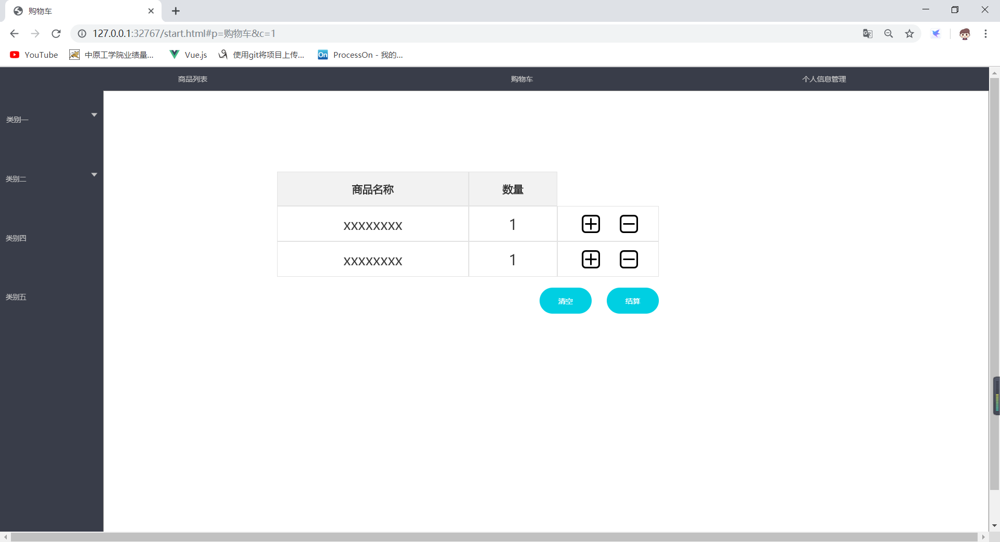 购物车
127.0.0.1:32767/start.html#p=购物车&c=1
YouTube 中原工学院业绩量... Vue.js 使用git将项目上传... On ProcessOn - 我的...
商品列表 购物车 个人信息管理
类别一
类别二
类别四
类别五
商品名称 数量
xxxxxxxx 1
xxxxxxxx 1
清空 结算